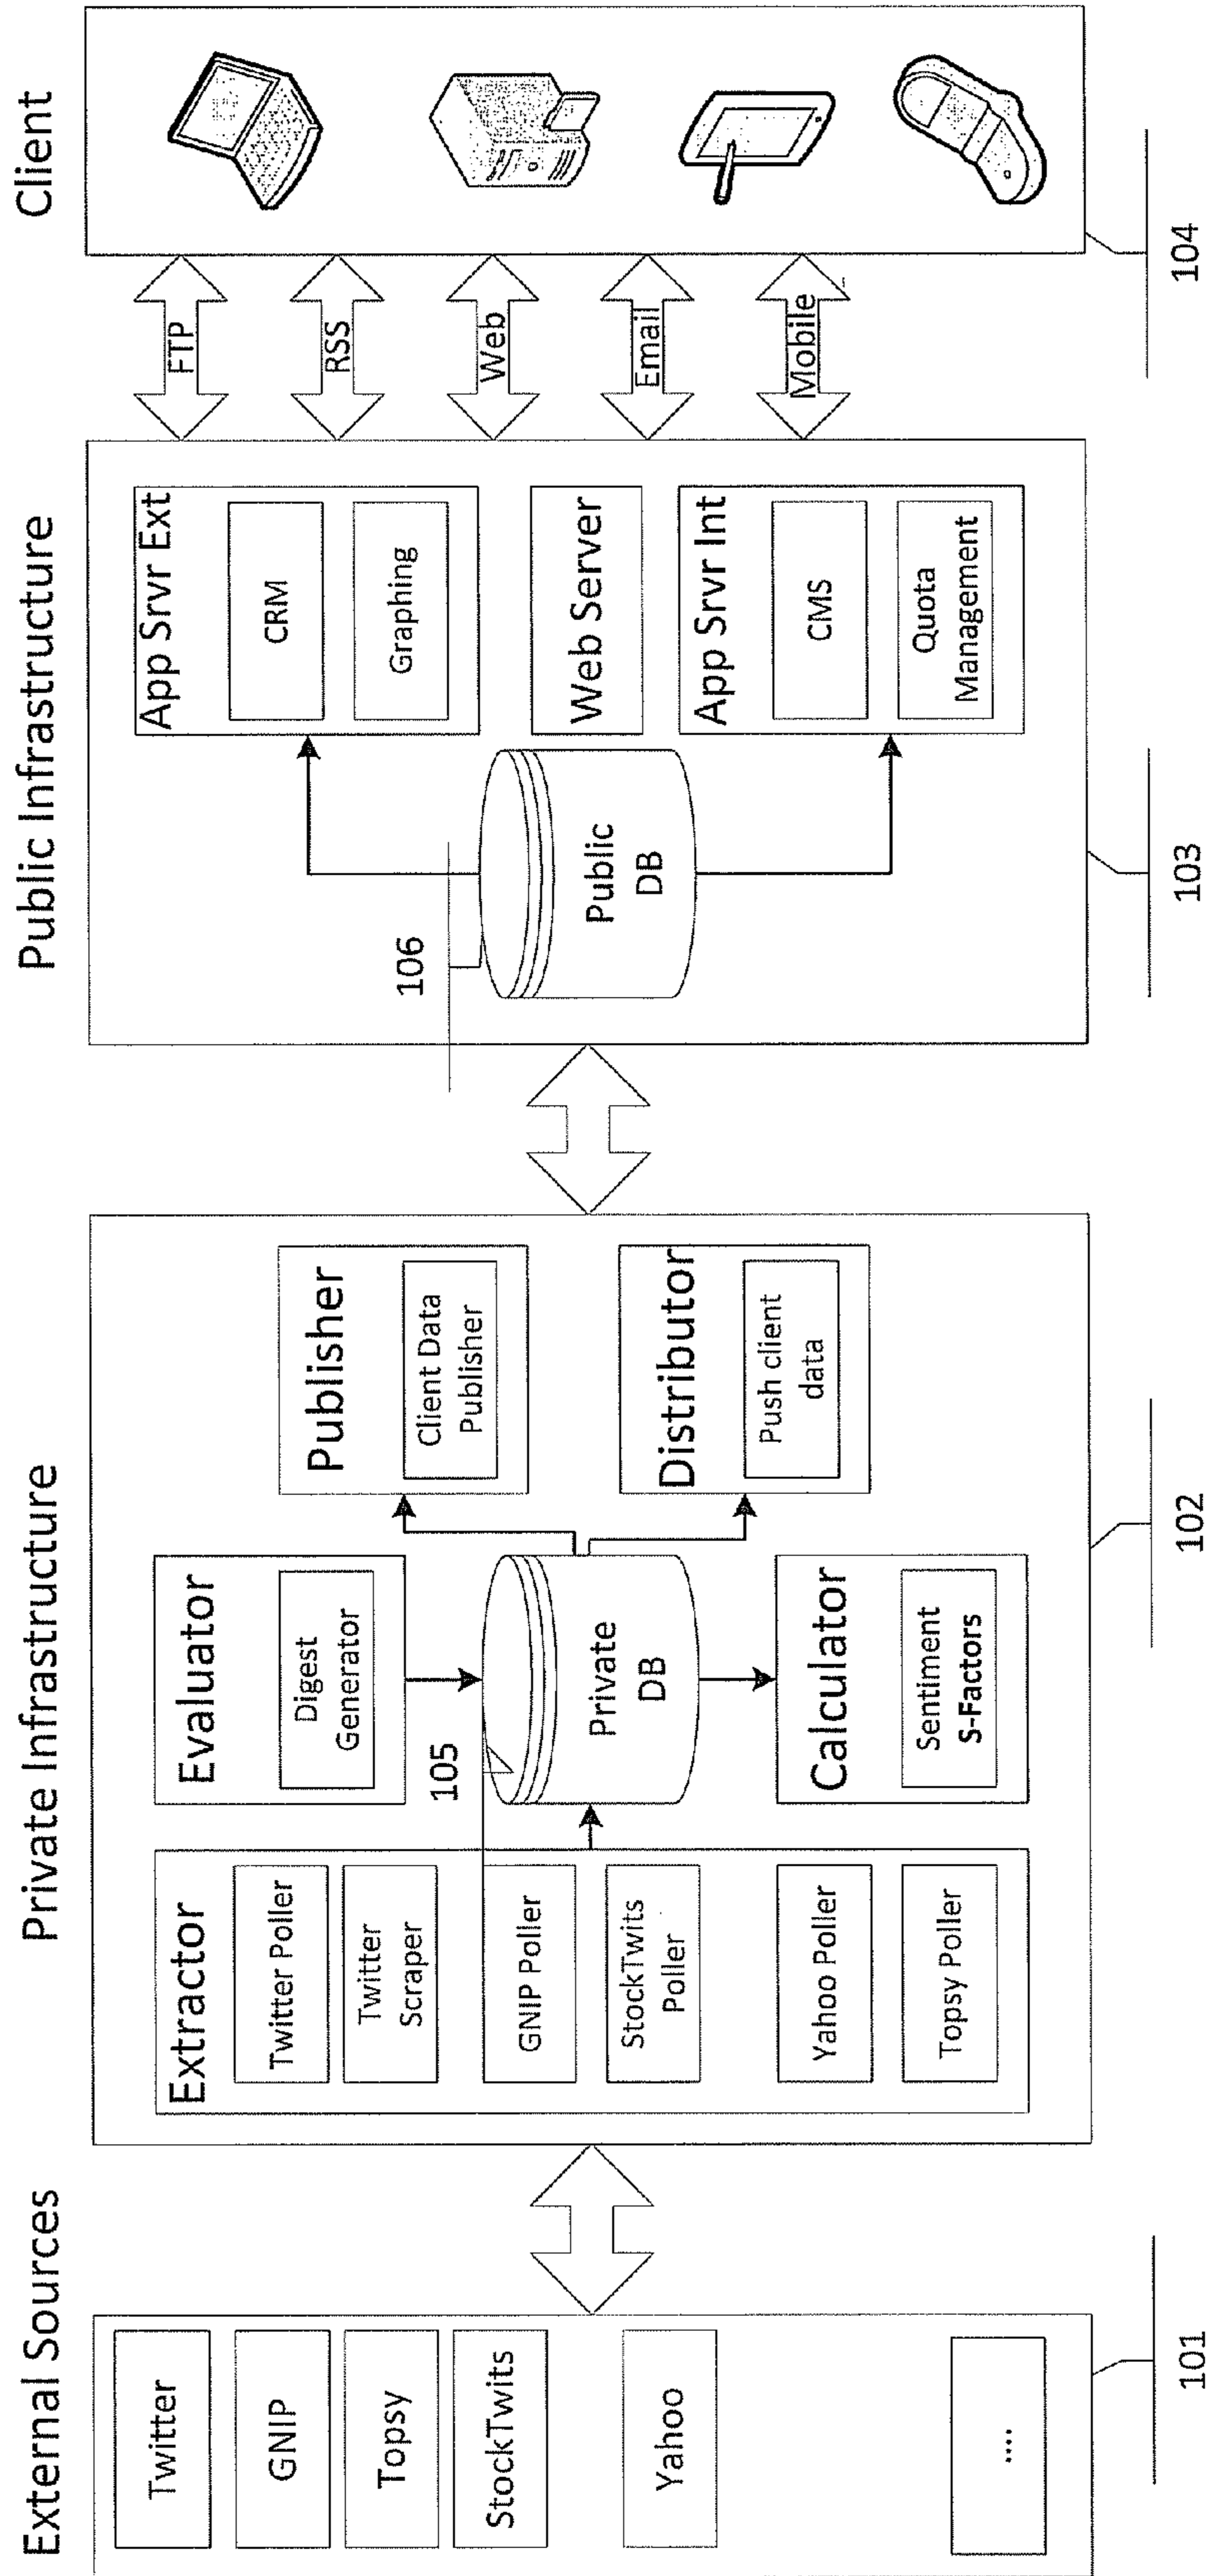 External Sources
Twitter
GNIP
Topsy
StockTwits
Yahoo
....
101
Private Infrastructure
Extractor
Twitter Poller
Twitter
Scraper
GNIP Poller
StockTwits
Poller
Yahoo Poller
Topsy Poller
Evaluator
Digest
Generator
105
Private
DB
Calculator
Sentiment
S-Factors
Publisher
Client Data
Publisher
Distributor
Push client
data
102
Public Infrastructure
106
Public
DB
App Srvr Ext
CRM
Graphing
Web Server
App Srvr Int
CMS
Quota
Management
103
FTP
RSS
Web
Email
Mobile
Client
104